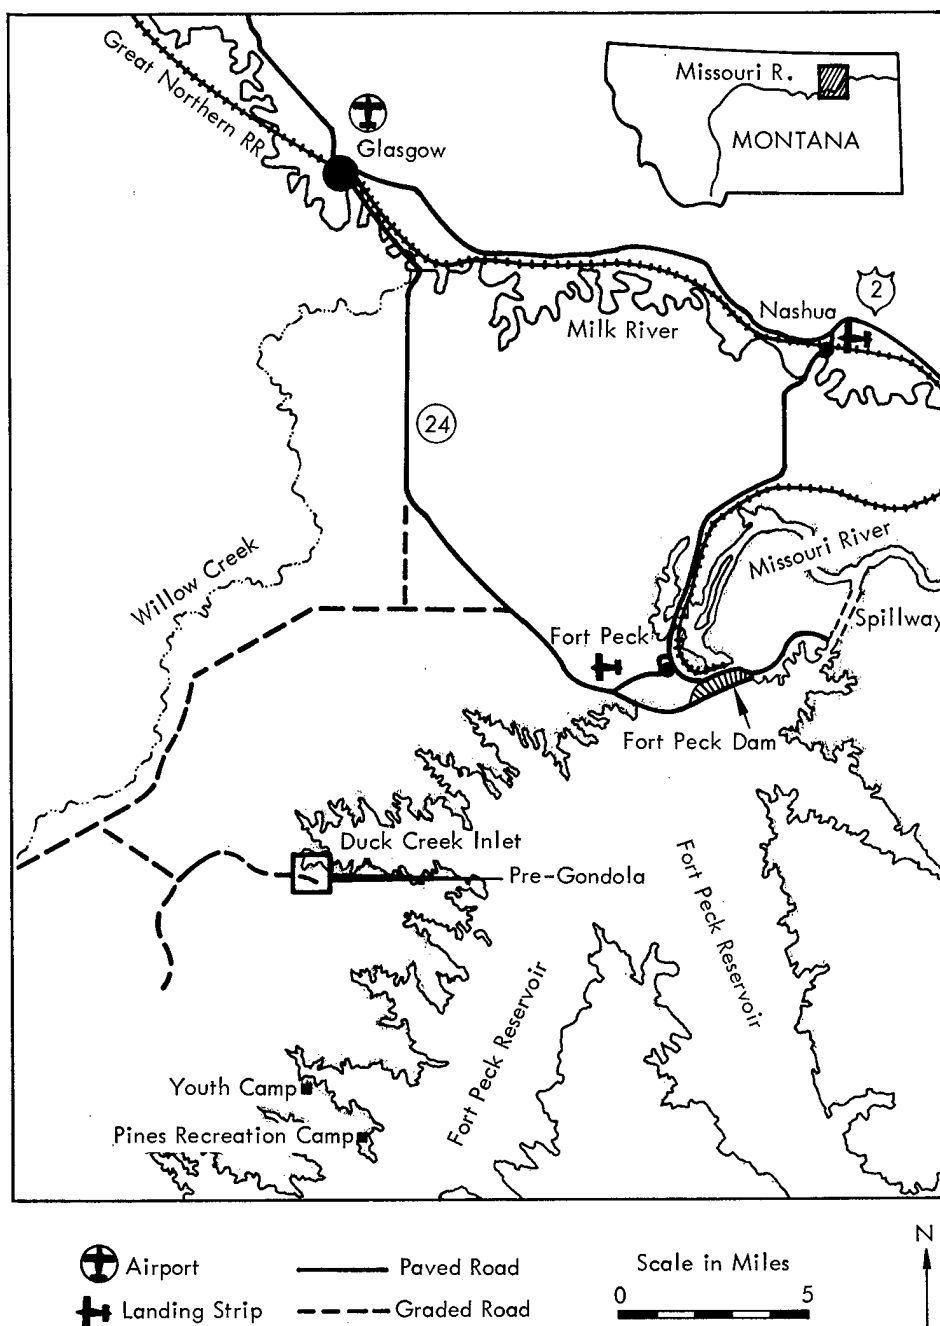 Great Northern RR
Glasgow
Missouri R.
MONTANA
Milk River
Nashua
2
24
Willow Creek
Missouri River
Spillway
Fort Peck
Fort Peck Dam
Duck Creek Inlet
Pre-Gondola
Fort Peck Reservoir
Fort Peck Reservoir
Youth Camp
Pines Recreation Camp
N
Airport
Paved Road
Scale in Miles
Landing Strip
Graded Road
0 5